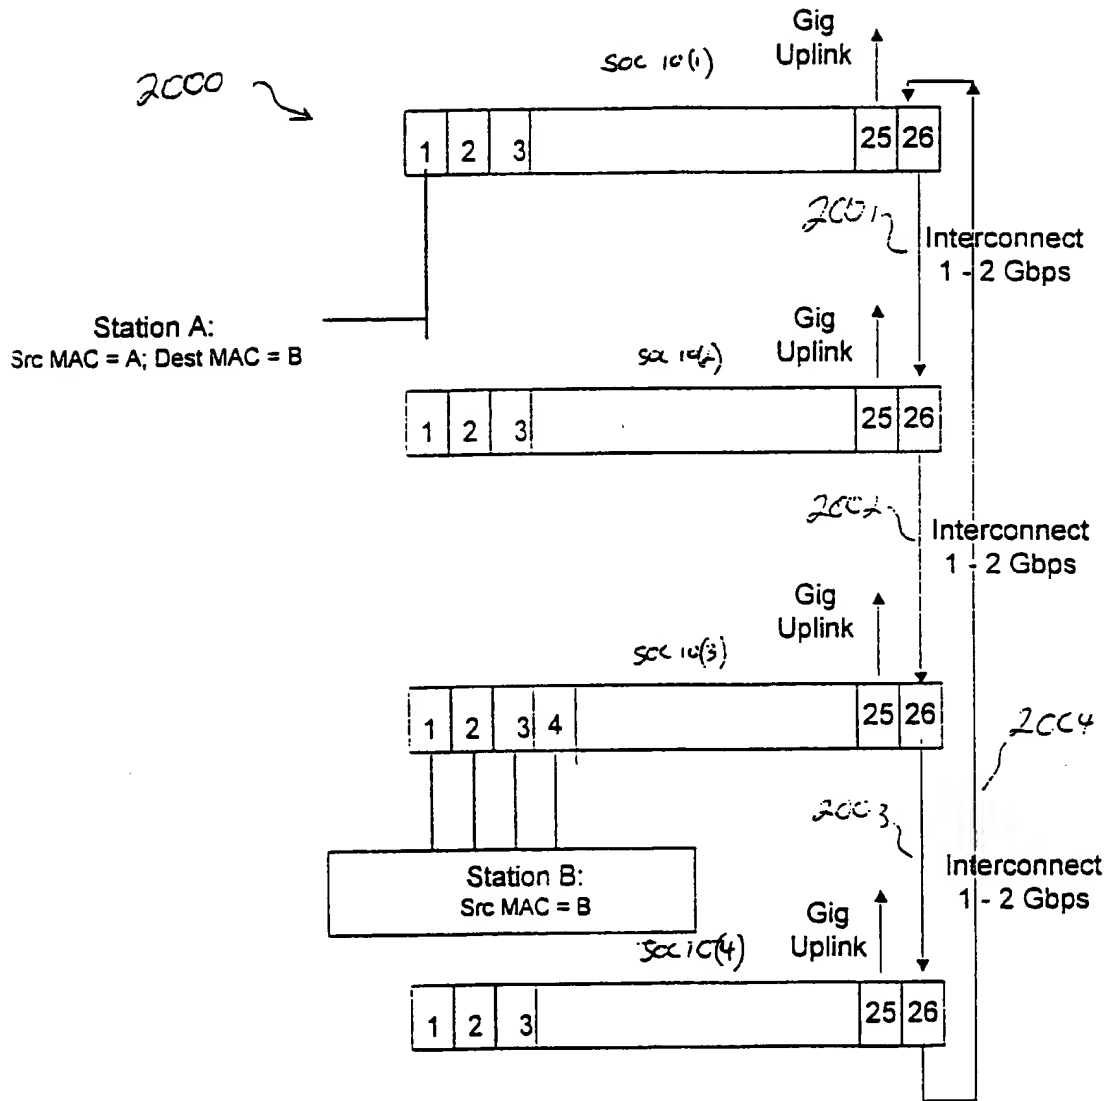 Gig
Uplink
SOC 10(1)
2000
1 2 3 25 26
2001
Interconnect
1 - 2 Gbps
Station A:
Src MAC = A; Dest MAC = B
Gig
Uplink
SOC 10(2)
1 2 3 25 26
2002
Interconnect
1 - 2 Gbps
Gig
Uplink
SOC 10(3)
1 2 3 4 25 26
2004
2003
Interconnect
1 - 2 Gbps
Station B:
Src MAC = B
Gig
Uplink
SOC 10(4)
1 2 3 25 26